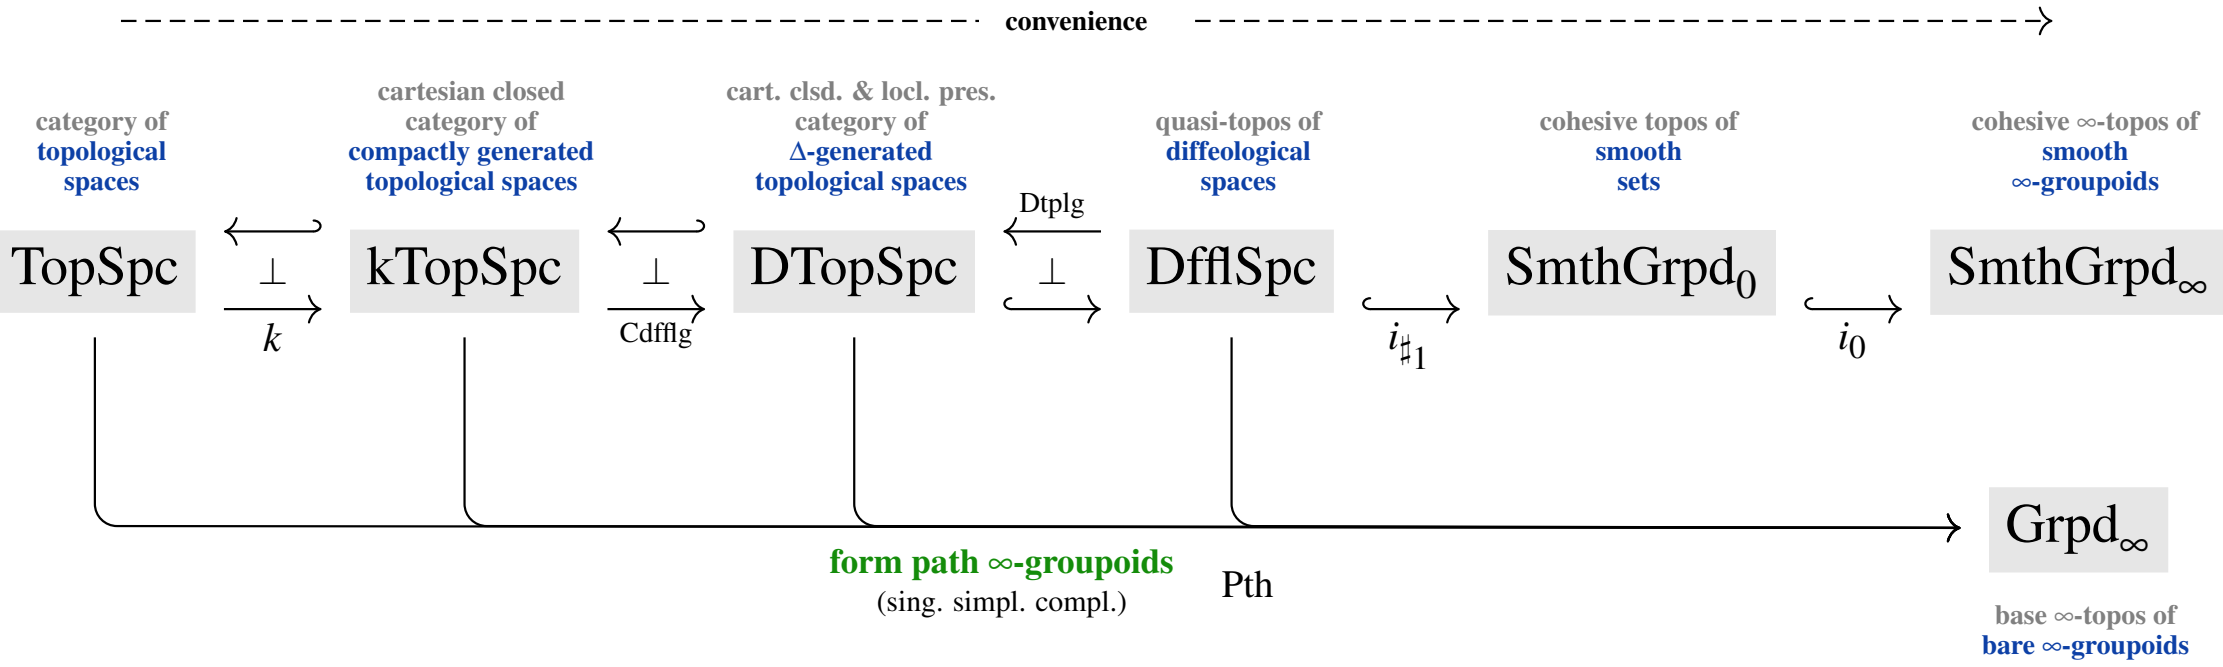 convenience
category of
topological
spaces
cartesian closed
category of
compactly generated
topological spaces
cart. clsd. & locl. pres.
category of
Δ-generated
topological spaces
quasi-topos of
diffeological
spaces
cohesive topos of
smooth
sets
cohesive ∞-topos of
smooth
∞-groupoids
Dtplg
TopSpc ⊥ kTopSpc ⊥ DTopSpc ⊥ DfflSpc SmthGrpd₀ SmthGrpd∞
k Cdfflg i♯₁ i₀
Grpd∞
form path ∞-groupoids
(sing. simpl. compl.)
Pth
base ∞-topos of
bare ∞-groupoids